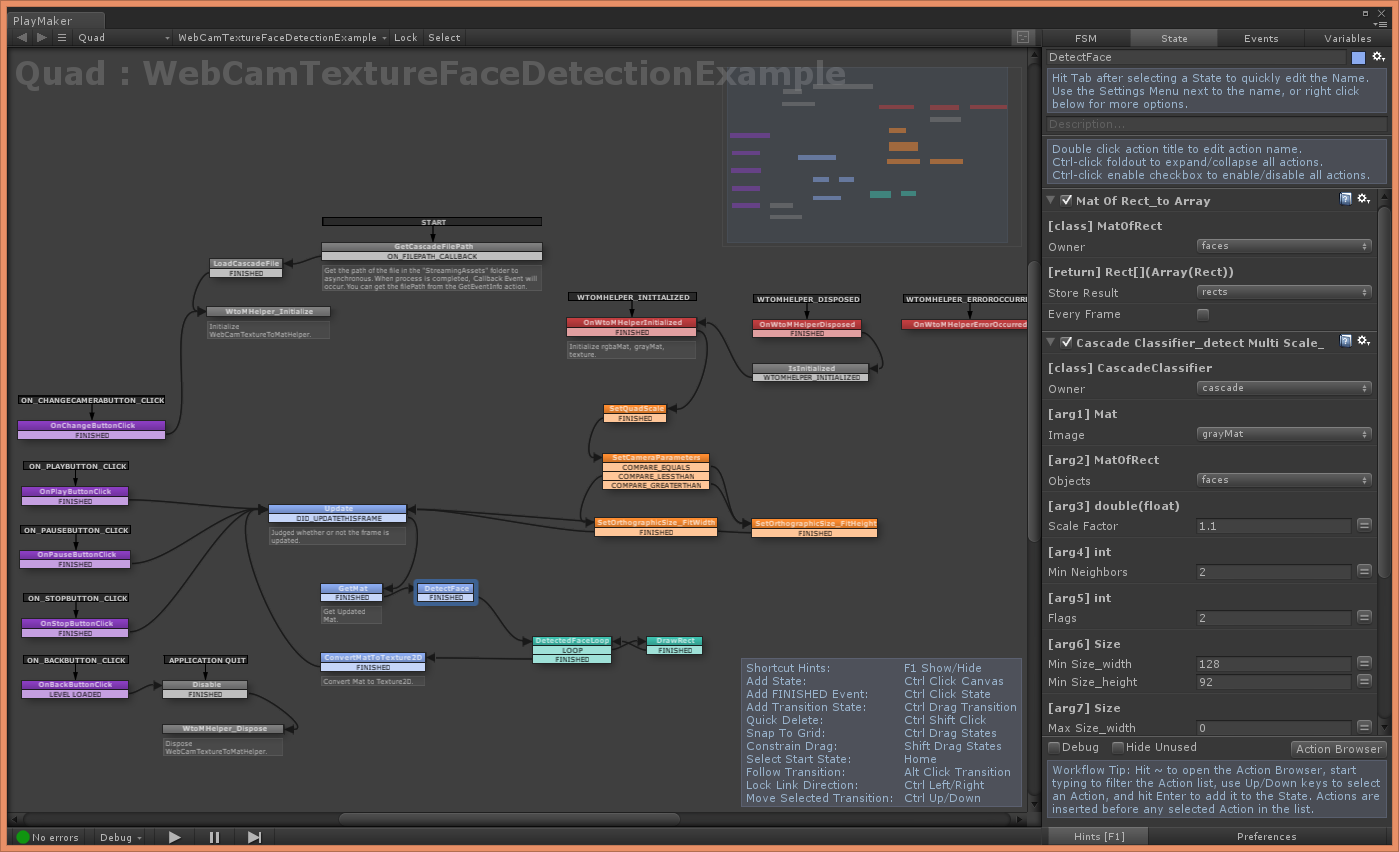 PlayMaker
Quad
WebCamTextureFaceDetectionExample
Lock
Select
Quad : WebCamTextureFaceDetectionExample
START
GetCascadeFilePath
ON_FILEPATH_CALLBACK
Get the path of the file in the "StreamingAssets" folder to
asynchronous. When process is completed, Callback Event will
occur.You can get the filePath from the GetEventInfo action.
LoadCascadeFile
FINISHED
WtoMHelper_Initialize
Initialize
WebCamTextureToMatHelper.
WTOMHELPER_INITIALIZED
OnWtoMHelperInitialized
FINISHED
Initialize rgbaMat, grayMat,
texture.
WTOMHELPER_DISPOSED
OnWtoMHelperDisposed
FINISHED
IsInitialized
WTOMHELPER_INITIALIZED
WTOMHELPER_ERROROCCURR
OnWtoMHelperErrorOccurred
ON_CHANGECAMERABUTTON_CLICK
OnChangeButtonClick
FINISHED
SetQuadScale
FINISHED
SetCameraParameters
COMPARE_EQUALS
COMPARE_LESSTHAN
COMPARE_GREATERTHAN
ON_PLAYBUTTON_CLICK
OnPlayButtonClick
FINISHED
Update
DID_UPDATETHISFRAME
Judged whether or not the frame is
updated.
SetOrthographicSize_FitWidth
FINISHED
SetOrthographicSize_FitHeight
FINISHED
ON_PAUSEBUTTON_CLICK
OnPauseButtonClick
FINISHED
GetMat
FINISHED
Get Updated
Mat.
DetectFace
FINISHED
ON_STOPBUTTON_CLICK
OnStopButtonClick
FINISHED
DetectedFaceLoop
LOOP
FINISHED
DrawRect
FINISHED
ConvertMatToTexture2D
FINISHED
Convert Mat to Texture2D.
ON_BACKBUTTON_CLICK
OnBackButtonClick
LEVEL LOADED
APPLICATION QUIT
Disable
FINISHED
WtoMHelper_Dispose
Dispose
WebCamTextureToMatHelper.
Shortcut Hints: F1 Show/Hide
Add State: Ctrl Click Canvas
Add FINISHED Event: Ctrl Click State
Add Transition State: Ctrl Drag Transition
Quick Delete: Ctrl Shift Click
Snap To Grid: Ctrl Drag States
Constrain Drag: Shift Drag States
Select Start State: Home
Follow Transition: Alt Click Transition
Lock Link Direction: Ctrl Left/Right
Move Selected Transition: Ctrl Up/Down
No errors
Debug
FSM
State
Events
Variables
DetectFace
Hit Tab after selecting a State to quickly edit the Name.
Use the Settings Menu next to the name, or right click
below for more options.
Description...
Double click action title to edit action name.
Ctrl-click foldout to expand/collapse all actions.
Ctrl-click enable checkbox to enable/disable all actions.
Mat Of Rect_to Array
[class] MatOfRect
Owner faces
[return] Rect[](Array(Rect))
Store Result rects
Every Frame
Cascade Classifier_detect Multi Scale_
[class] CascadeClassifier
Owner cascade
[arg1] Mat
Image grayMat
[arg2] MatOfRect
Objects faces
[arg3] double(float)
Scale Factor 1.1
[arg4] int
Min Neighbors 2
[arg5] int
Flags 2
[arg6] Size
Min Size_width 128
Min Size_height 92
[arg7] Size
Max Size_width 0
Debug
Hide Unused
Action Browser
Workflow Tip: Hit ~ to open the Action Browser, start
typing to filter the Action list, use Up/Down keys to select
an Action, and hit Enter to add it to the State. Actions are
inserted before any selected Action in the list.
Hints [F1]
Preferences